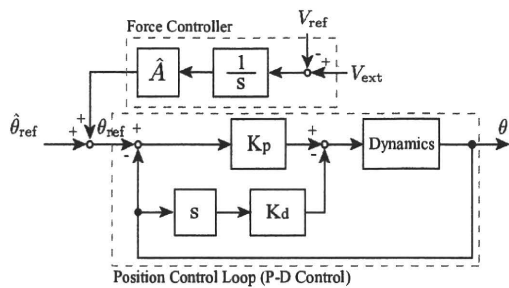 Force Controller
V_ref
Â
1/s
- +
V_ext
+
θ̂_ref + θ_ref + -
K_p
+ -
Dynamics
θ
s
K_d
Position Control Loop (P-D Control)